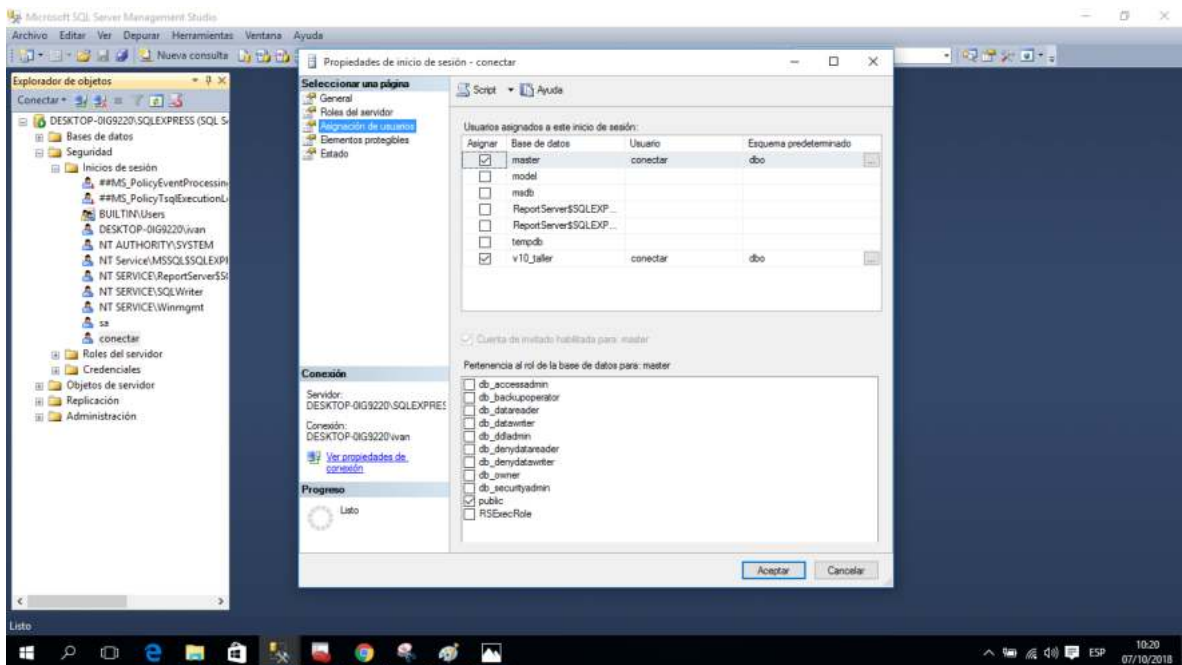 Microsoft SQL Server Management Studio
Archivo Editar Ver Depurar Herramientas Ventana Ayuda
Nueva consulta
Explorador de objetos
Conectar
DESKTOP-0IG9220\SQLEXPRESS (SQL S
Bases de datos
Seguridad
Inicios de sesión
##MS_PolicyEventProcessin
##MS_PolicyTsqlExecutionL
BUILTIN\Users
DESKTOP-0IG9220\ivan
NT AUTHORITY\SYSTEM
NT Service\MSSQL$SQLEXP
NT SERVICE\ReportServer$S
NT SERVICE\SQLWriter
NT SERVICE\Winmgmt
sa
conectar
Roles del servidor
Credenciales
Objetos de servidor
Replicación
Administración
Propiedades de inicio de sesión - conectar
Seleccionar una página
General
Roles del servidor
Asignación de usuarios
Elementos protegibles
Estado
Conexión
Servidor:
DESKTOP-0IG9220\SQLEXPRES
Conexión:
DESKTOP-0IG9220\ivan
Ver propiedades de
conexión
Progreso
Listo
Script Ayuda
Usuarios asignados a este inicio de sesión:
Asignar Base de datos Usuario Esquema predeterminado
master conectar dbo
model
msdb
ReportServer$SQLEXP...
ReportServer$SQLEXP...
tempdb
v10_taller conectar dbo
Cuenta de invitado habilitada para: master
Pertenencia al rol de la base de datos para: master
db_accessadmin
db_backupoperator
db_datareader
db_datawriter
db_ddladmin
db_denydatareader
db_denydatawriter
db_owner
db_securityadmin
public
RSExecRole
Aceptar Cancelar
Listo
ESP
10:20
07/10/2018